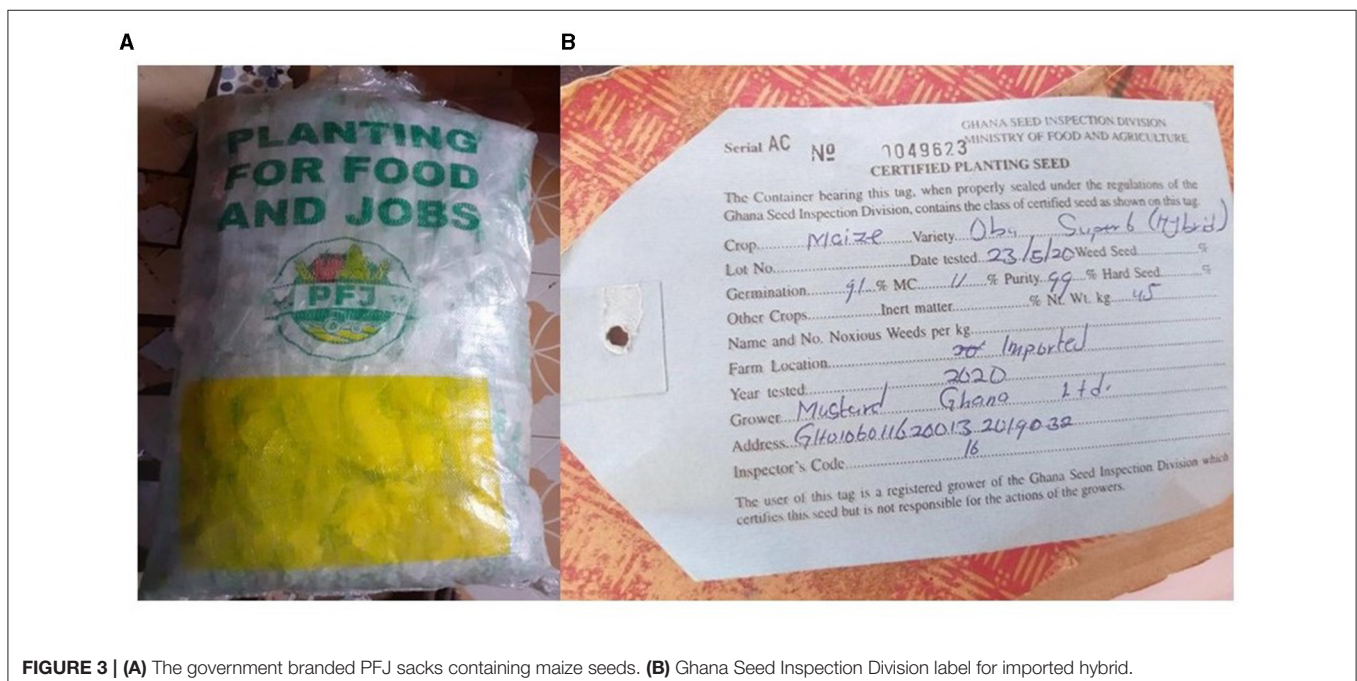 A
B
PLANTING
FOR FOOD
AND JOBS
PFJ
GHANA SEED INSPECTION DIVISION
Serial AC No 0049623 MINISTRY OF FOOD AND AGRICULTURE
CERTIFIED PLANTING SEED
The Container bearing this tag, when properly sealed under the regulations of the
Ghana Seed Inspection Division, contains the class of certified seed as shown on this tag.
Crop.....Maize.....Variety...Oba Super 6 (Hybrid)
Lot No.....Date tested...23/5/20 Weed Seed.....%
Germination.....91...% MC.....11.....% Purity...99...% Hard Seed.....%
Other Crops.....Inert matter.....% Nt. Wt. kg....45....
Name and No. Noxious Weeds per kg.....
Farm Location.....Imported
Year tested.....2020
Grower...Mustard Ghana Ltd.
Address...GH01060116200132019032
Inspector's Code.....16
The user of this tag is a registered grower of the Ghana Seed Inspection Division which
certifies this seed but is not responsible for the actions of the growers.
FIGURE 3 | (A) The government branded PFJ sacks containing maize seeds. (B) Ghana Seed Inspection Division label for imported hybrid.